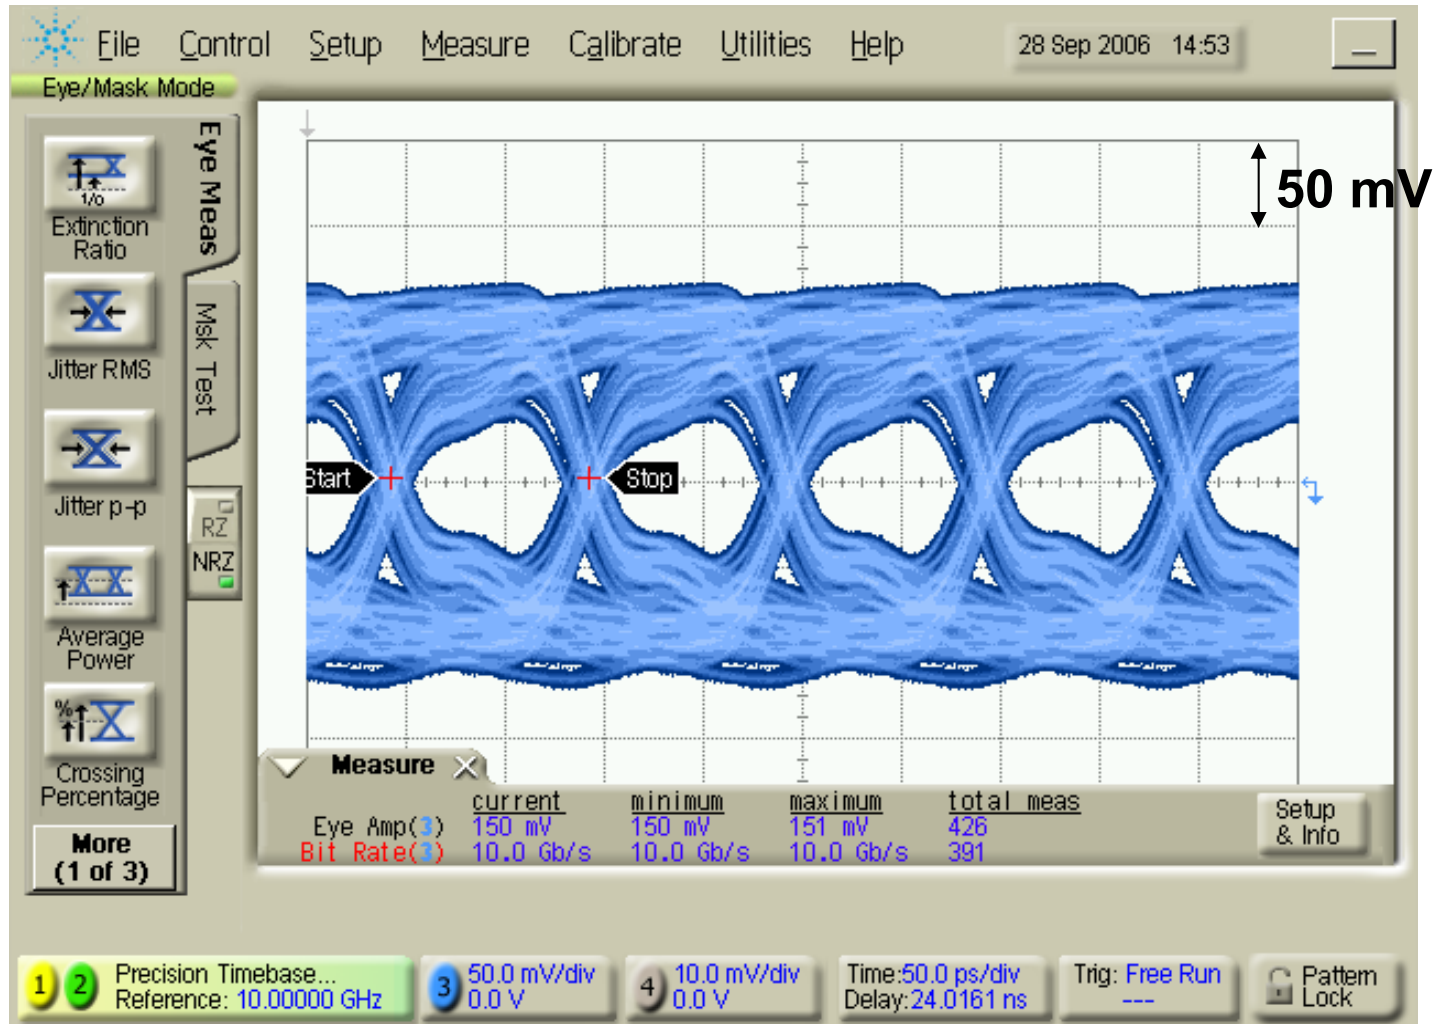 File Control Setup Measure Calibrate Utilities Help 28 Sep 2006 14:53
Eye/Mask Mode
Eye Meas
Msk Test
1/0
Extinction
Ratio
Jitter RMS
Jitter p-p
RZ
NRZ
Average
Power
%
Crossing
Percentage
More
(1 of 3)
50 mV
Start
Stop
Measure
current minimum maximum total meas
Eye Amp(3) 150 mV 150 mV 151 mV 426
Bit Rate(3) 10.0 Gb/s 10.0 Gb/s 10.0 Gb/s 391
Setup
& Info
1 2 Precision Timebase...
Reference: 10.00000 GHz
3 50.0 mV/div
0.0 V
4 10.0 mV/div
0.0 V
Time:50.0 ps/div
Delay:24.0161 ns
Trig: Free Run
---
Pattern
Lock